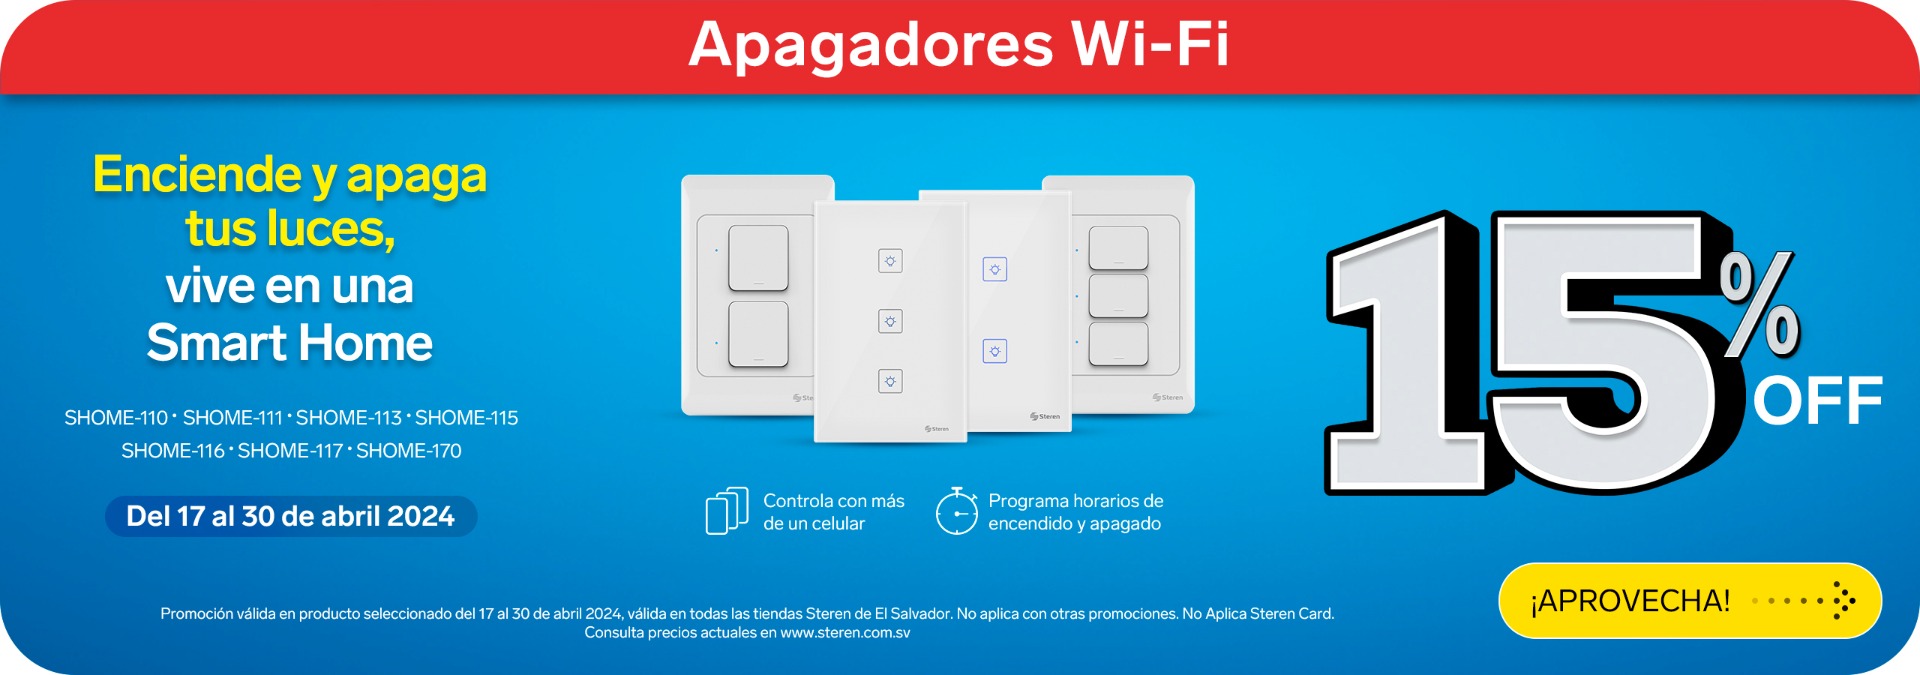 Apagadores Wi-Fi
Enciende y apaga
tus luces,
vive en una
Smart Home
SHOME-110 • SHOME-111 • SHOME-113 • SHOME-115
SHOME-116 • SHOME-117 • SHOME-170
Del 17 al 30 de abril 2024
Steren
Steren
Steren
Controla con más
de un celular
Programa horarios de
encendido y apagado
15%
OFF
¡APROVECHA!
Promoción válida en producto seleccionado del 17 al 30 de abril 2024, válida en todas las tiendas Steren de El Salvador. No aplica con otras promociones. No Aplica Steren Card.
Consulta precios actuales en www.steren.com.sv